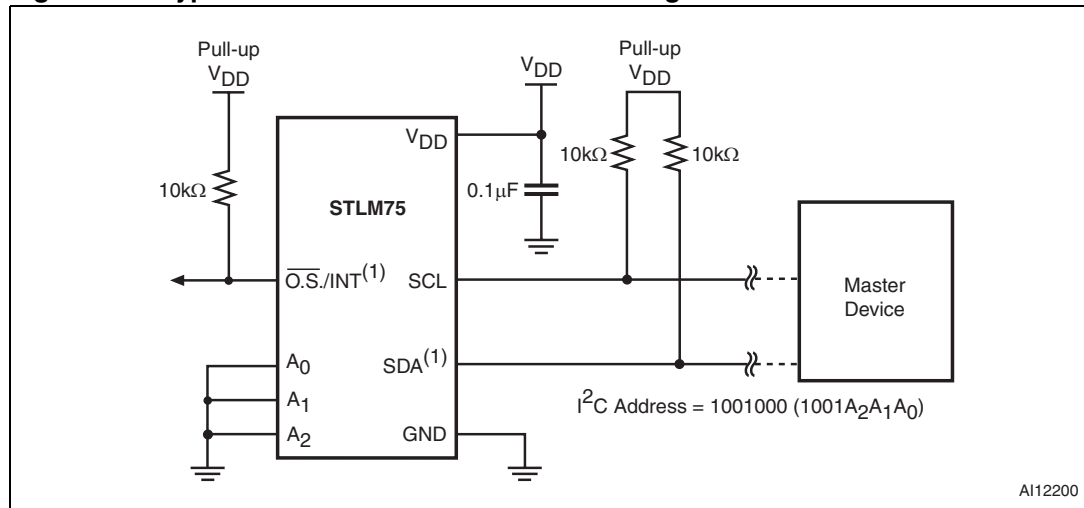 Pull-up
VDD
10kΩ
STLM75
VDD
O.S./INT(1)
SCL
A0
A1
A2
SDA(1)
GND
VDD
0.1μF
Pull-up
VDD
10kΩ
10kΩ
Master
Device
I2C Address = 1001000 (1001A2A1A0)
AI12200